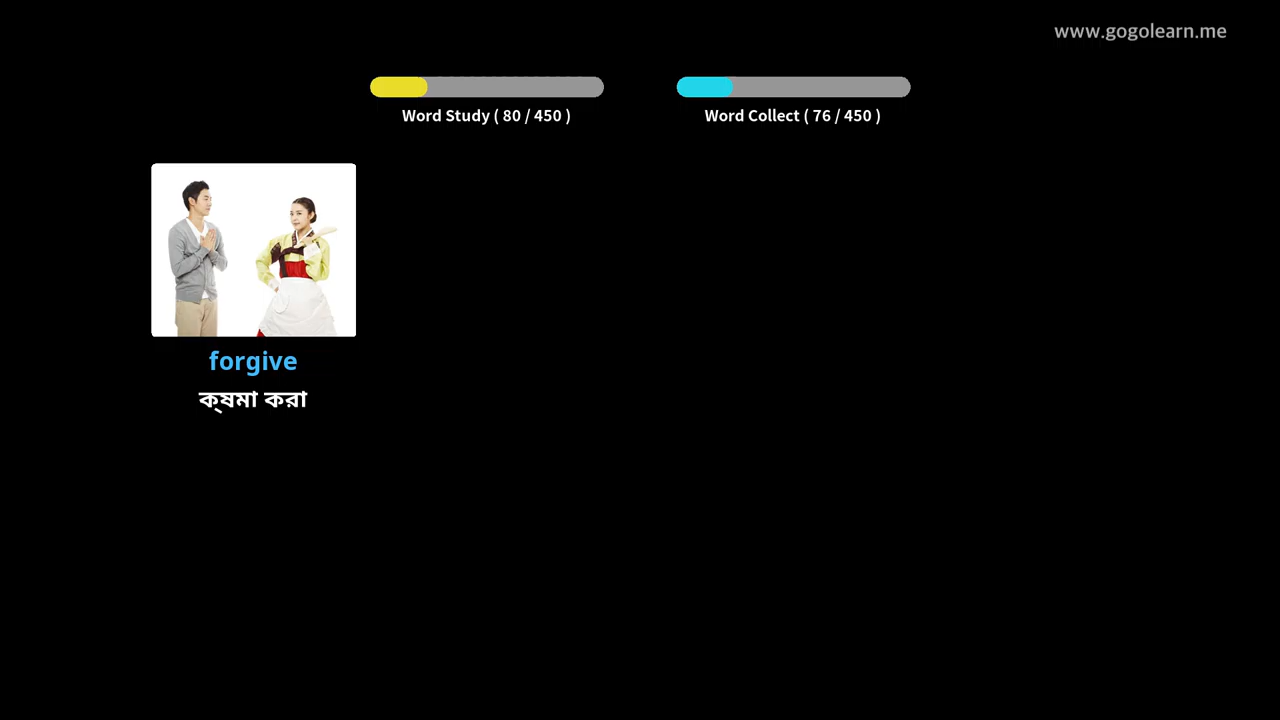 www.gogolearn.me
Word Study ( 80 / 450 )
Word Collect ( 76 / 450 )
forgive
ক্ষমা করা